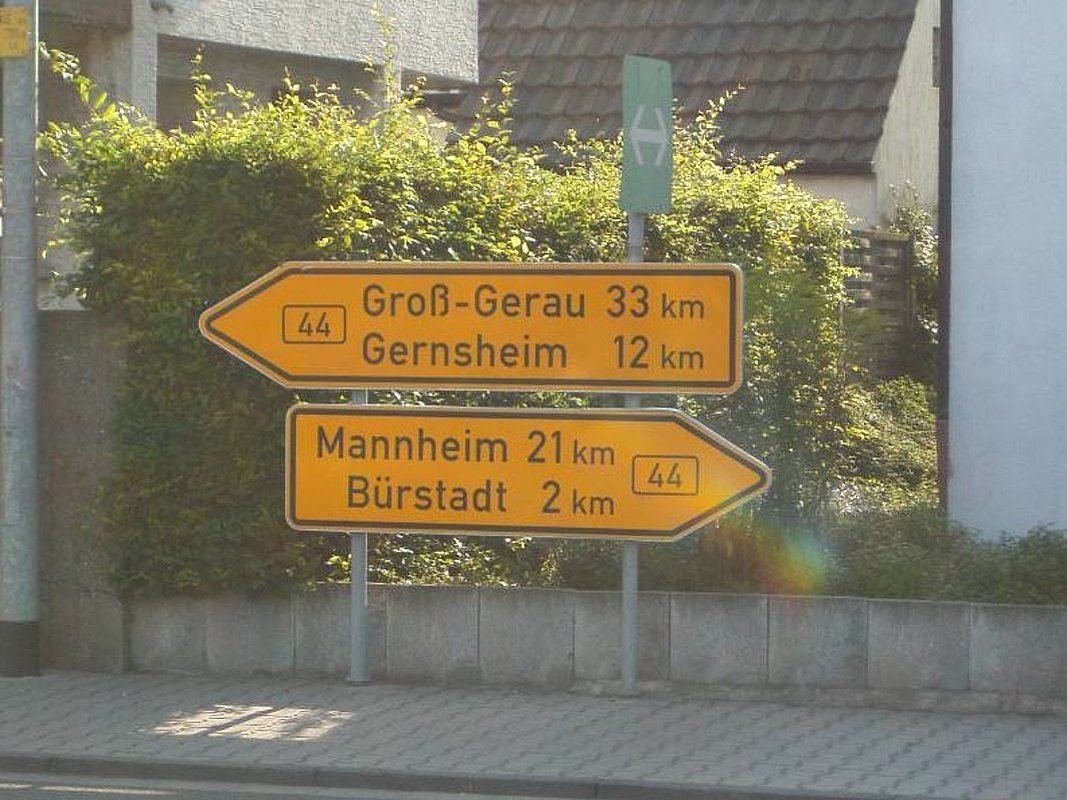 44
Groß-Gerau 33 km
Gernsheim 12 km
Mannheim 21 km
Bürstadt 2 km
44